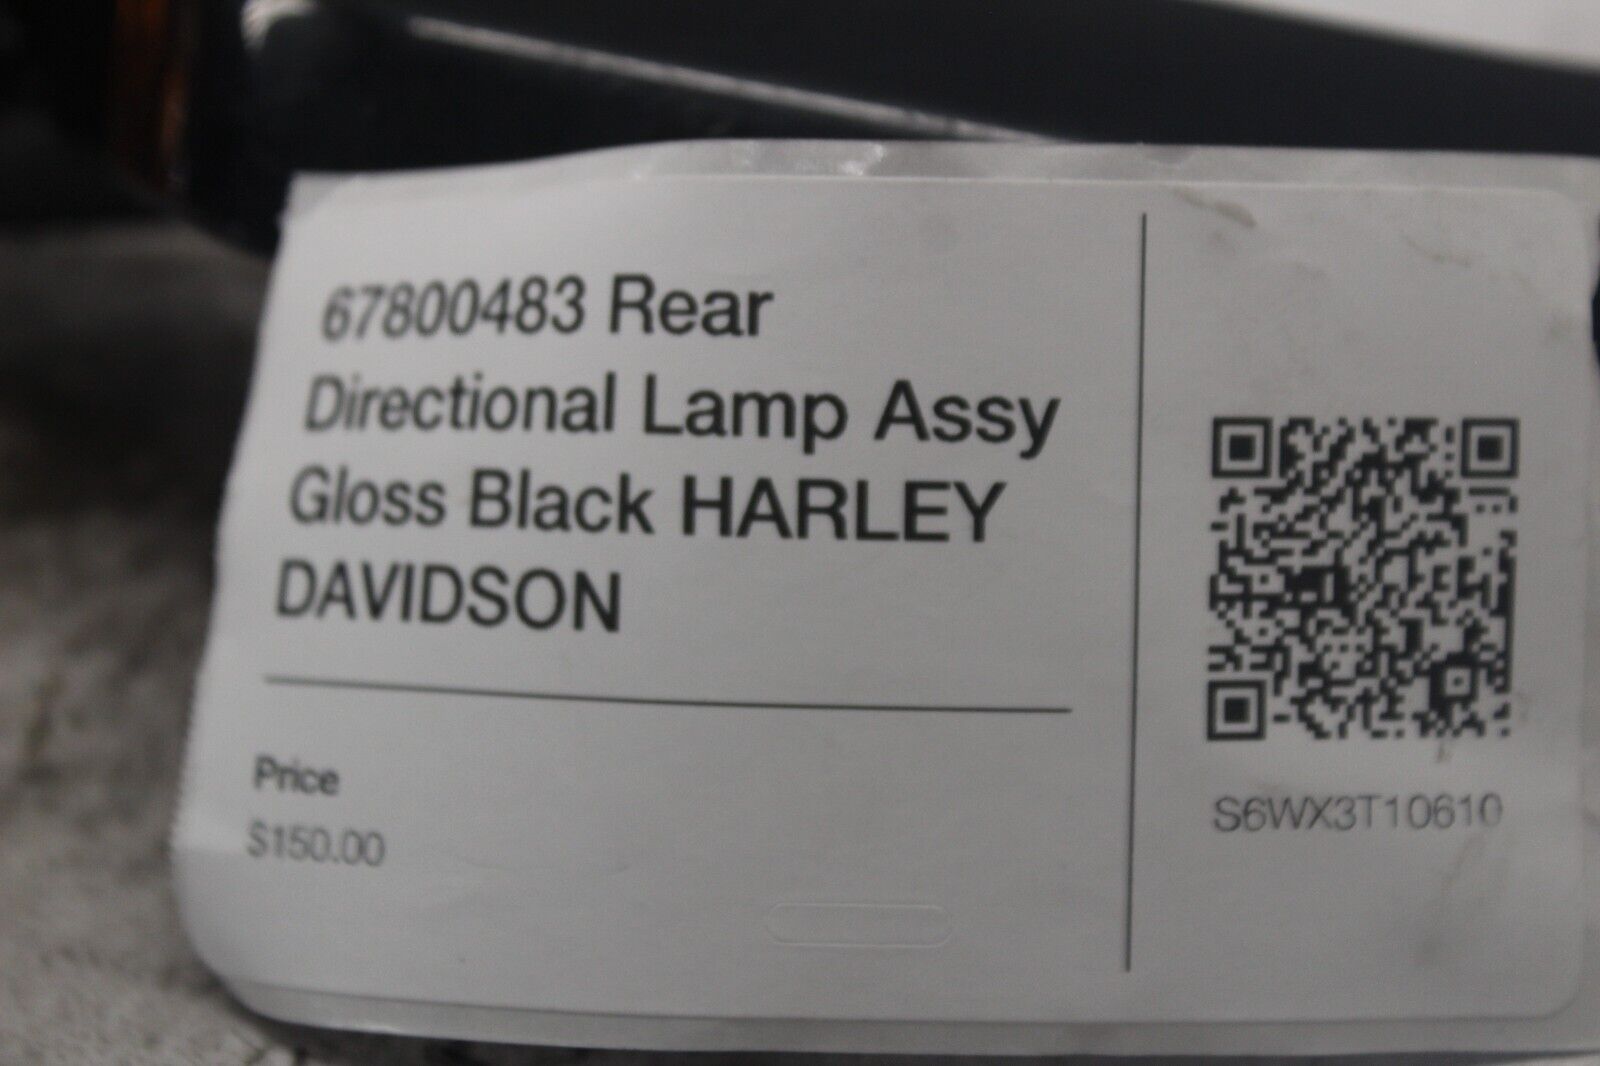 67800483 Rear
Directional Lamp Assy
Gloss Black HARLEY
DAVIDSON
Price
$150.00
S6WX3T10610